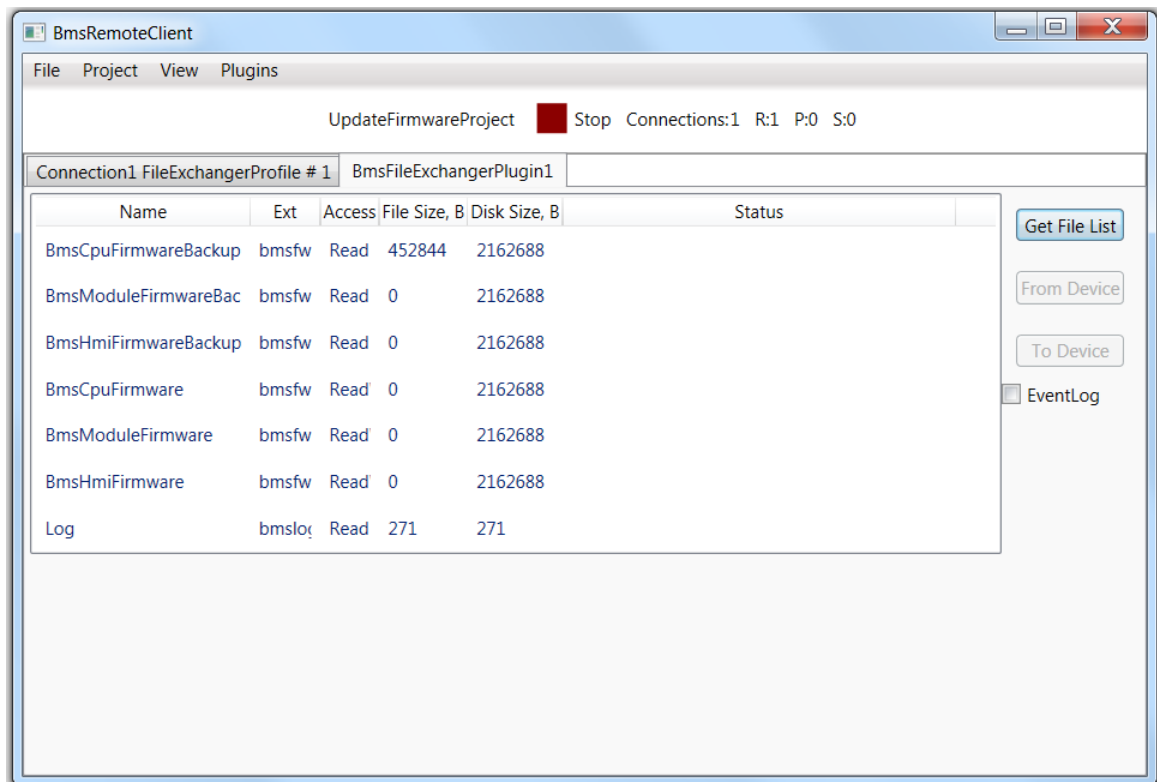 BmsRemoteClient
File Project View Plugins
UpdateFirmwareProject Stop Connections:1 R:1 P:0 S:0
Connection1 FileExchangerProfile # 1 BmsFileExchangerPlugin1
Name Ext Access File Size, B Disk Size, B Status
Get File List
BmsCpuFirmwareBackup bmsfw Read 452844 2162688
From Device
BmsModuleFirmwareBac bmsfw Read 0 2162688
BmsHmiFirmwareBackup bmsfw Read 0 2162688
To Device
BmsCpuFirmware bmsfw Read 0 2162688
EventLog
BmsModuleFirmware bmsfw Read 0 2162688
BmsHmiFirmware bmsfw Read 0 2162688
Log bmslog Read 271 271